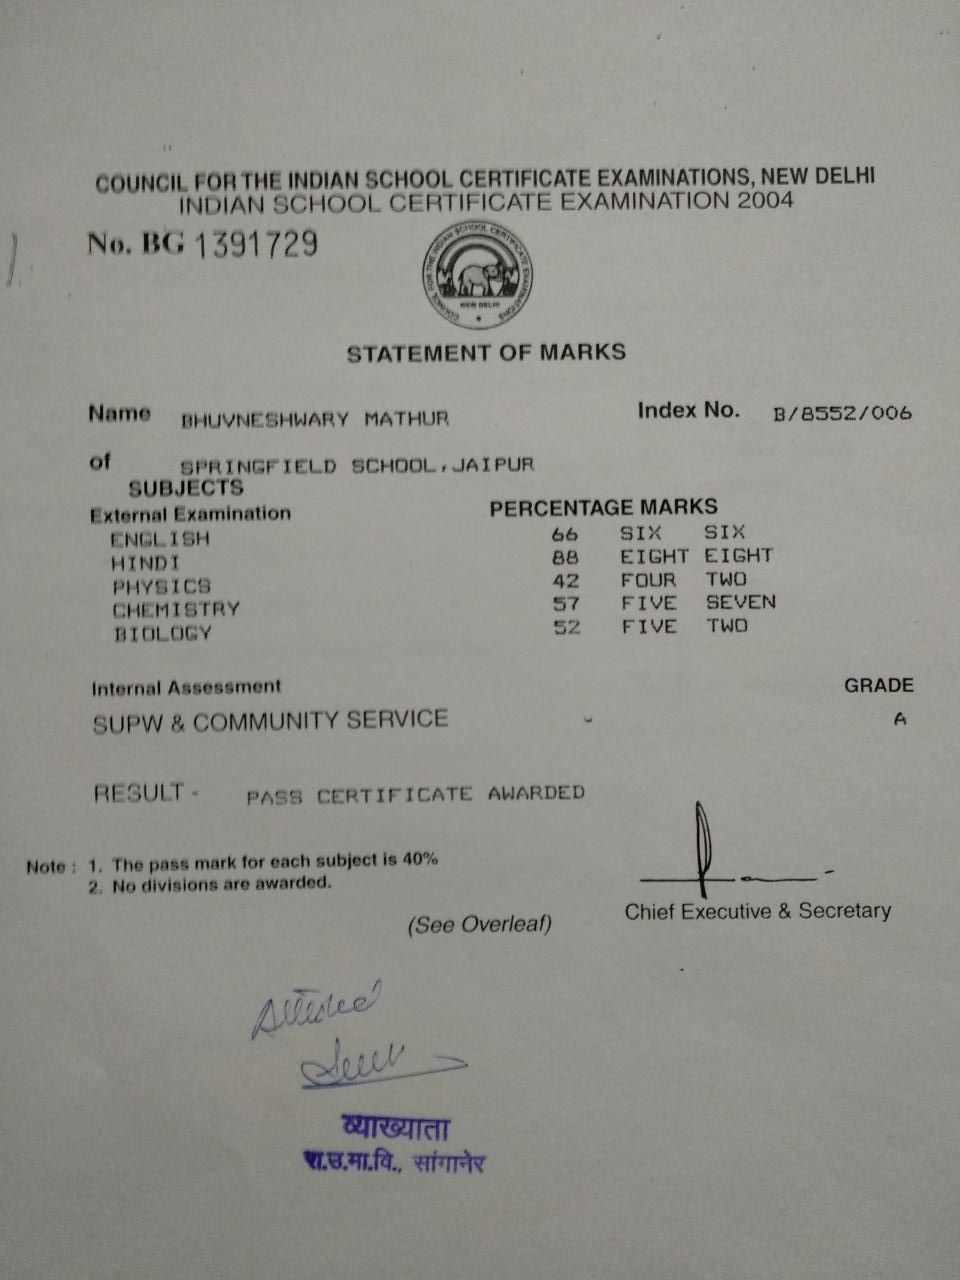 COUNCIL FOR THE INDIAN SCHOOL CERTIFICATE EXAMINATIONS, NEW DELHI
INDIAN SCHOOL CERTIFICATE EXAMINATION 2004
No. BG 1391729
COUNCIL FOR THE INDIAN SCHOOL CERTIFICATE EXAMINATIONS
NEW DELHI
STATEMENT OF MARKS
Name BHUVNESHWARY MATHUR Index No. B/8552/006
of SPRINGFIELD SCHOOL,JAIPUR
SUBJECTS
External Examination PERCENTAGE MARKS
ENGLISH 66 SIX SIX
HINDI 88 EIGHT EIGHT
PHYSICS 42 FOUR TWO
CHEMISTRY 57 FIVE SEVEN
BIOLOGY 52 FIVE TWO
Internal Assessment GRADE
SUPW & COMMUNITY SERVICE - A
RESULT - PASS CERTIFICATE AWARDED
Note : 1. The pass mark for each subject is 40%
2. No divisions are awarded.
Chief Executive & Secretary
(See Overleaf)
Attested
व्याख्याता
रा.उ.मा.वि., सांगानेर